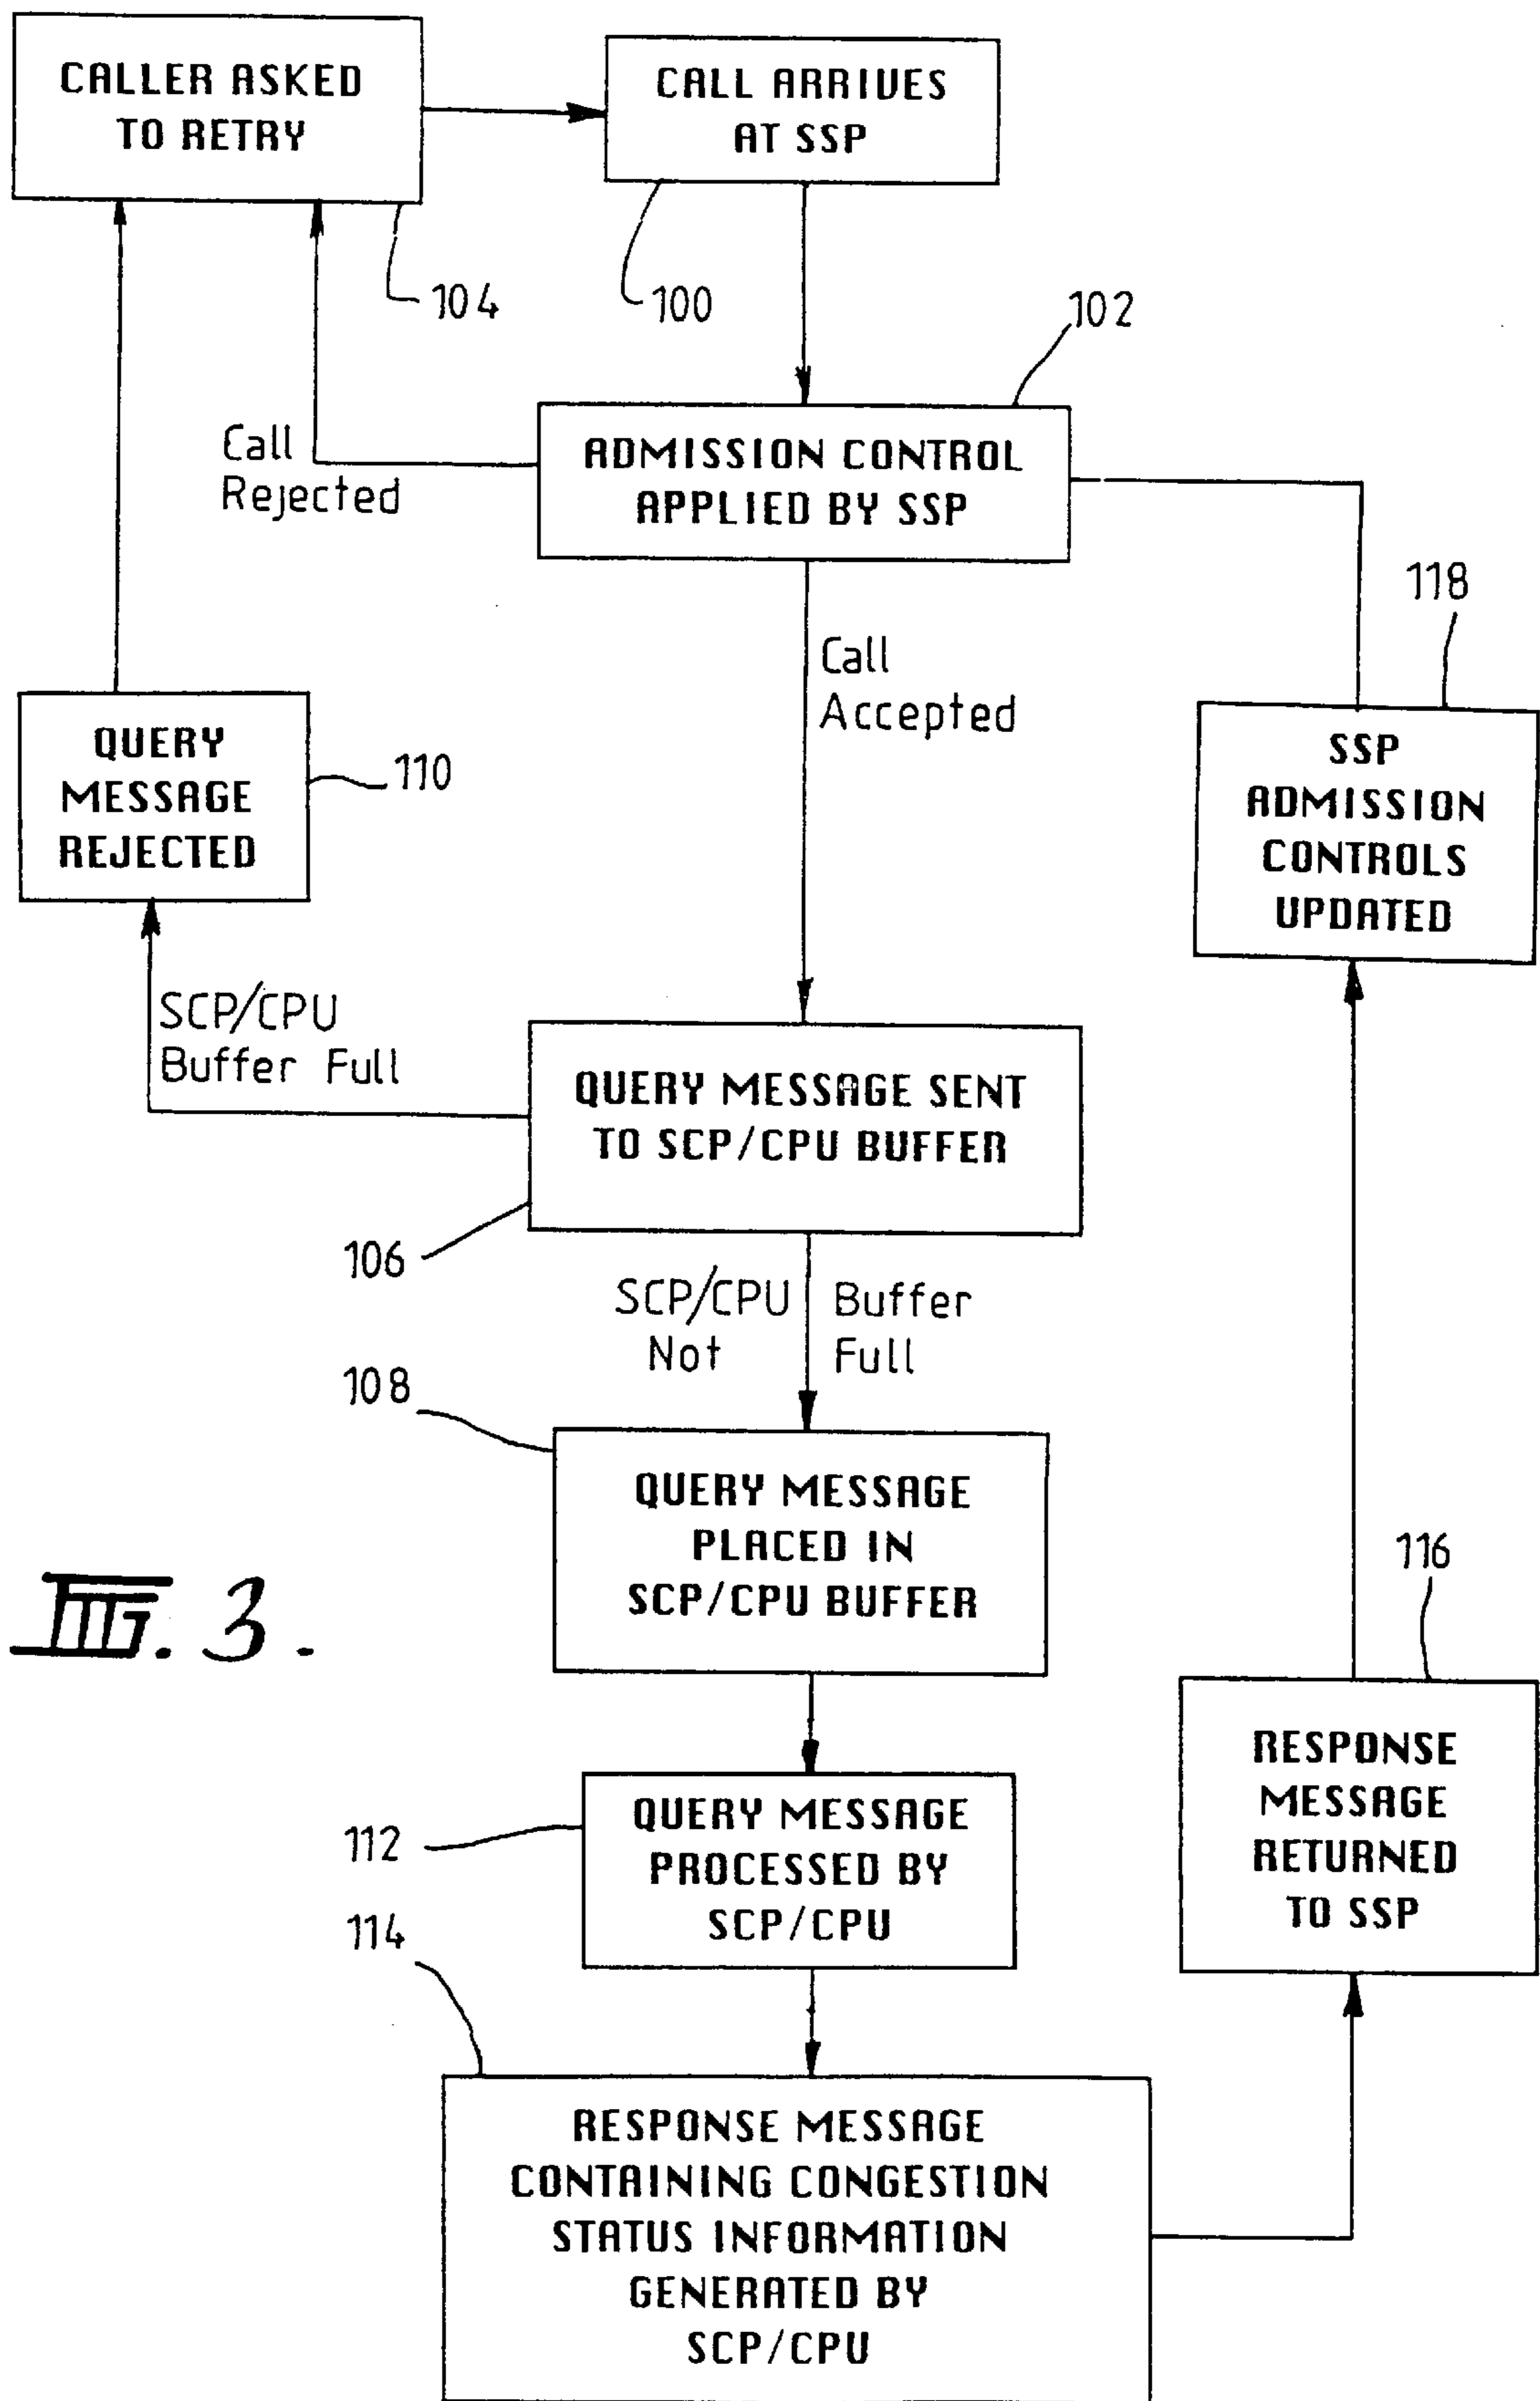 CALLER ASKED
TO RETRY
CALL ARRIVES
AT SSP
104
100
102
Call
Rejected
ADMISSION CONTROL
APPLIED BY SSP
118
Call
Accepted
QUERY
MESSAGE
REJECTED
110
SSP
ADMISSION
CONTROLS
UPDATED
SCP/CPU
Buffer Full
QUERY MESSAGE SENT
TO SCP/CPU BUFFER
106
SCP/CPU Buffer
Not Full
108
QUERY MESSAGE
PLACED IN
SCP/CPU BUFFER
FIG. 3.
116
RESPONSE
MESSAGE
RETURNED
TO SSP
112
QUERY MESSAGE
PROCESSED BY
SCP/CPU
114
RESPONSE MESSAGE
CONTAINING CONGESTION
STATUS INFORMATION
GENERATED BY
SCP/CPU